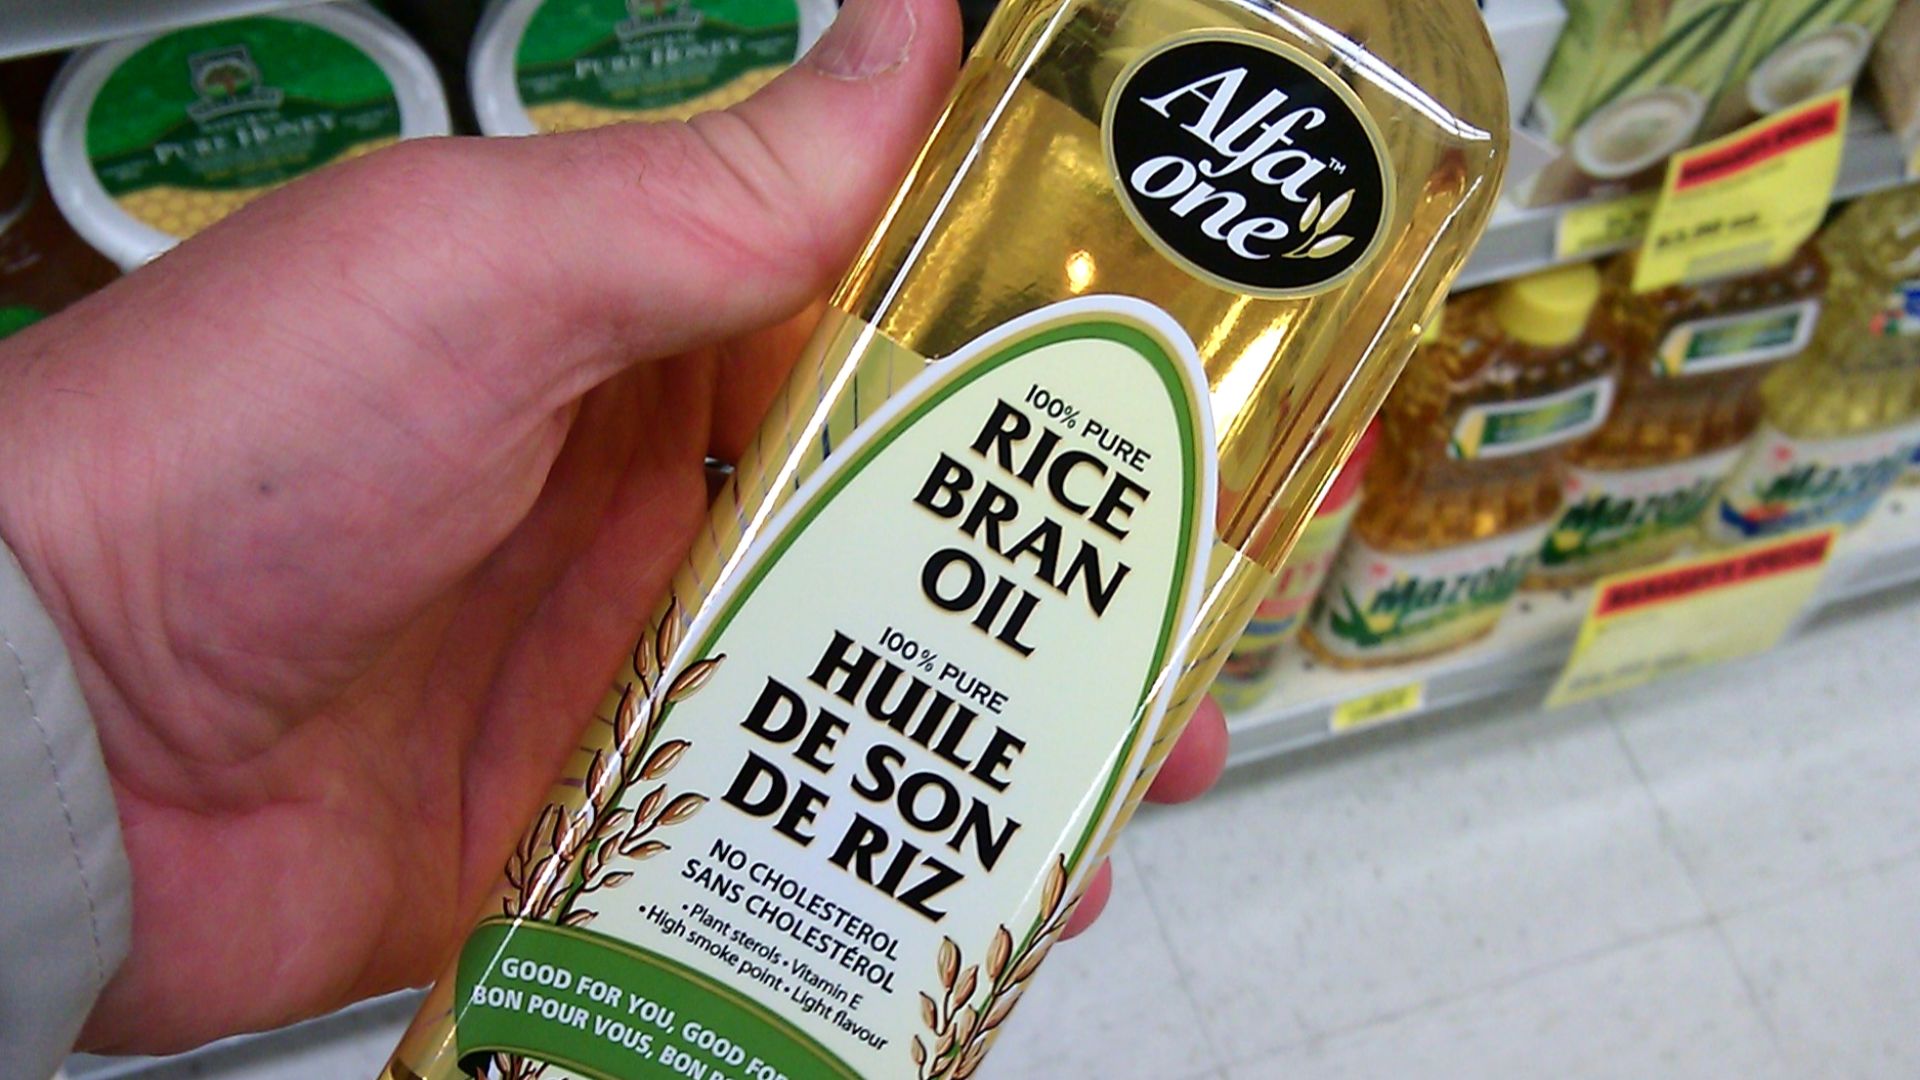 Alfa™
one
100% PURE
RICE
BRAN
OIL
100% PURE
HUILE
DE SON
DE RIZ
NO CHOLESTEROL
SANS CHOLESTÉROL
• Plant sterols • Vitamin E
• High smoke point • Light flavour
GOOD FOR YOU, GOOD FOR
BON POUR VOUS, BON
PURE HONEY
PURE HONEY
Mazola
Mazola
Mazola